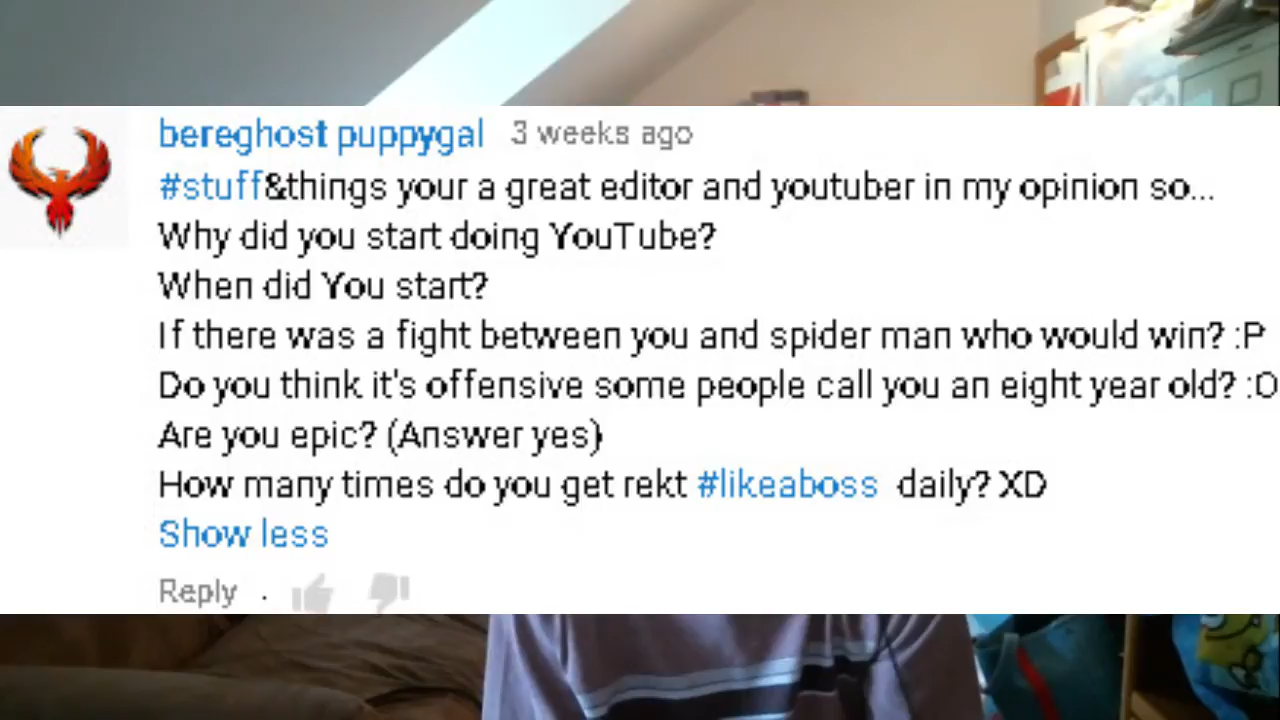 bereghost puppygal 3 weeks ago
#stuff&things your a great editor and youtuber in my opinion so...
Why did you start doing YouTube?
When did You start?
If there was a fight between you and spider man who would win? :P
Do you think it's offensive some people call you an eight year old? :O
Are you epic? (Answer yes)
How many times do you get rekt #likeaboss daily? XD
Show less
Reply ·